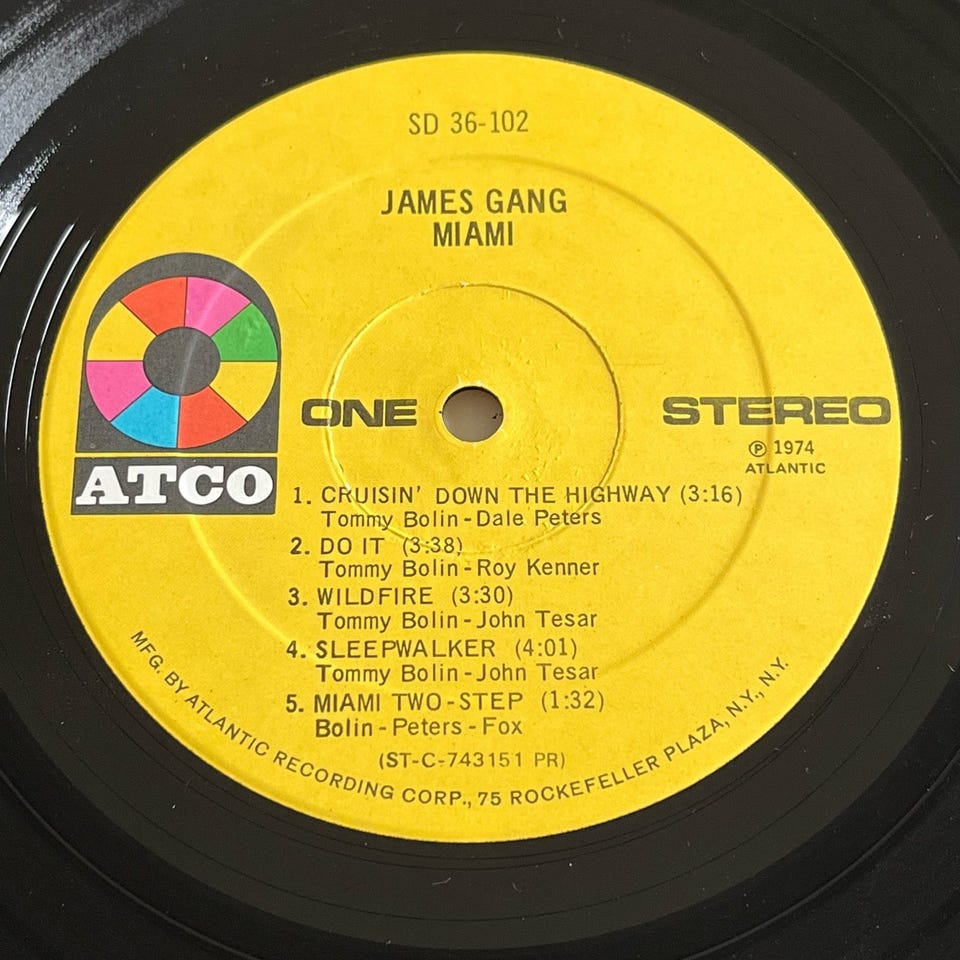 SD 36-102
JAMES GANG
MIAMI
ATCO
ONE
STEREO
℗ 1974
ATLANTIC
1. CRUISIN' DOWN THE HIGHWAY (3:16)
Tommy Bolin-Dale Peters
2. DO IT (3:38)
Tommy Bolin-Roy Kenner
3. WILDFIRE (3:30)
Tommy Bolin-John Tesar
4. SLEEPWALKER (4:01)
Tommy Bolin-John Tesar
5. MIAMI TWO-STEP (1:32)
Bolin-Peters-Fox
(ST-C-743151 PR)
MFG. BY ATLANTIC RECORDING CORP., 75 ROCKEFELLER PLAZA, N.Y., N.Y.